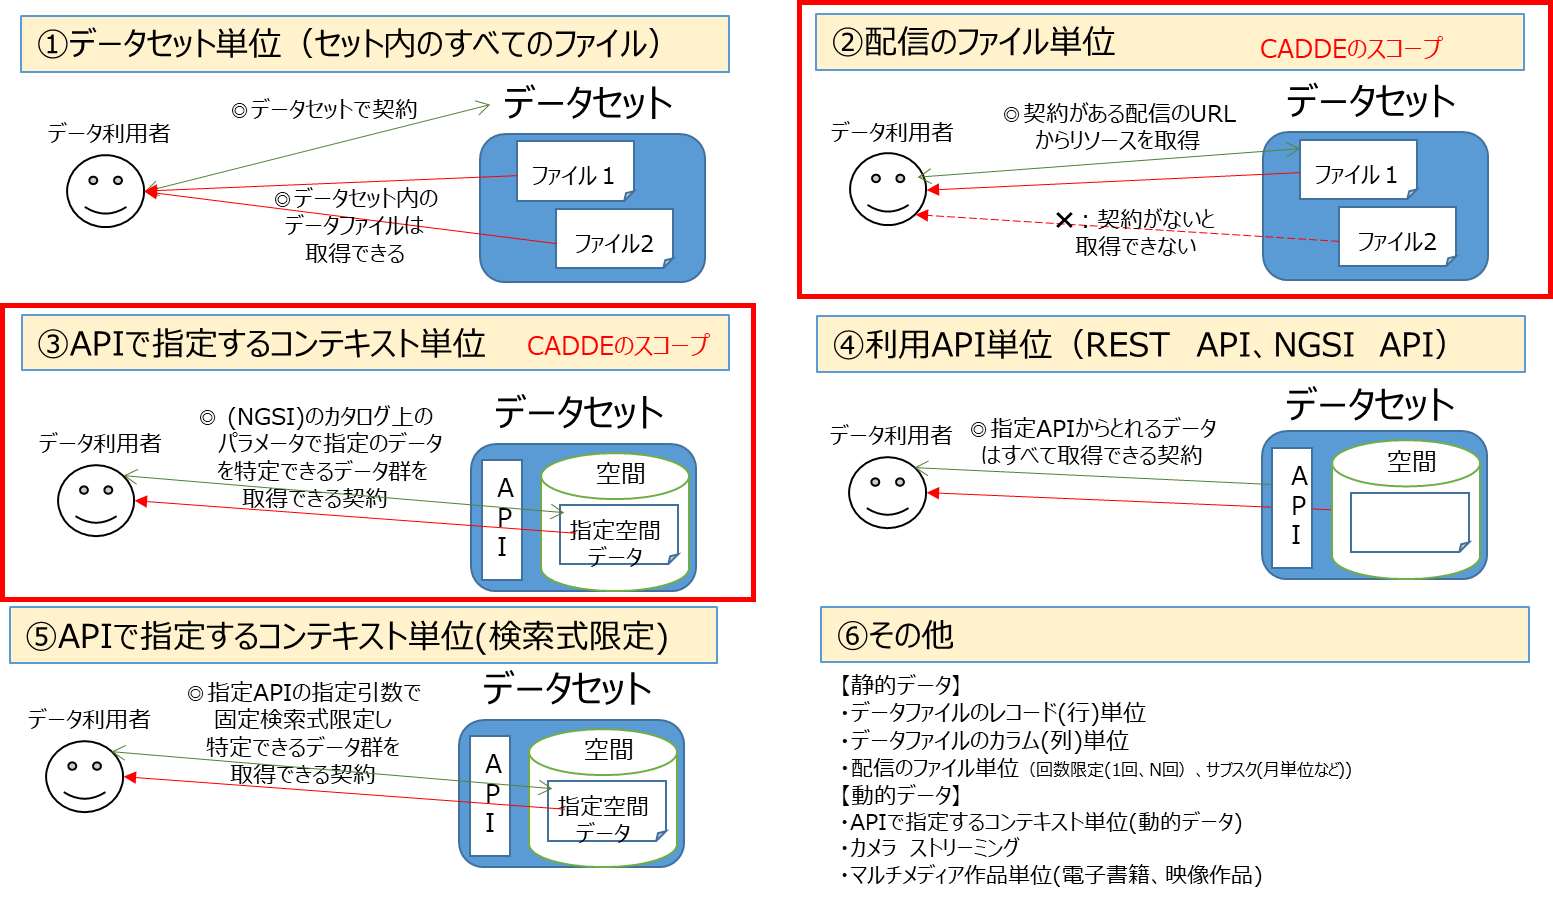 ①データセット単位（セット内のすべてのファイル）
◎データセットで契約
データセット
データ利用者
ファイル１
◎データセット内の
データファイルは
取得できる
ファイル2
②配信のファイル単位
CADDEのスコープ
データセット
◎契約がある配信のURL
からリソースを取得
データ利用者
ファイル１
×：契約がないと
取得できない
ファイル2
③APIで指定するコンテキスト単位
CADDEのスコープ
データセット
◎ (NGSI)のカタログ上の
パラメータで指定のデータ
を特定できるデータ群を
取得できる契約
データ利用者
API
空間
指定空間
データ
④利用API単位（REST　API、NGSI　API）
データセット
◎指定APIからとれるデータ
はすべて取得できる契約
データ利用者
API
空間
⑤APIで指定するコンテキスト単位(検索式限定)
データセット
◎指定APIの指定引数で
固定検索式限定し
特定できるデータ群を
取得できる契約
データ利用者
API
空間
指定空間
データ
⑥その他
【静的データ】
・データファイルのレコード(行)単位
・データファイルのカラム(列)単位
・配信のファイル単位（回数限定(1回、N回）、サブスク(月単位など))
【動的データ】
・APIで指定するコンテキスト単位(動的データ)
・カメラ　ストリーミング
・マルチメディア作品単位(電子書籍、映像作品)